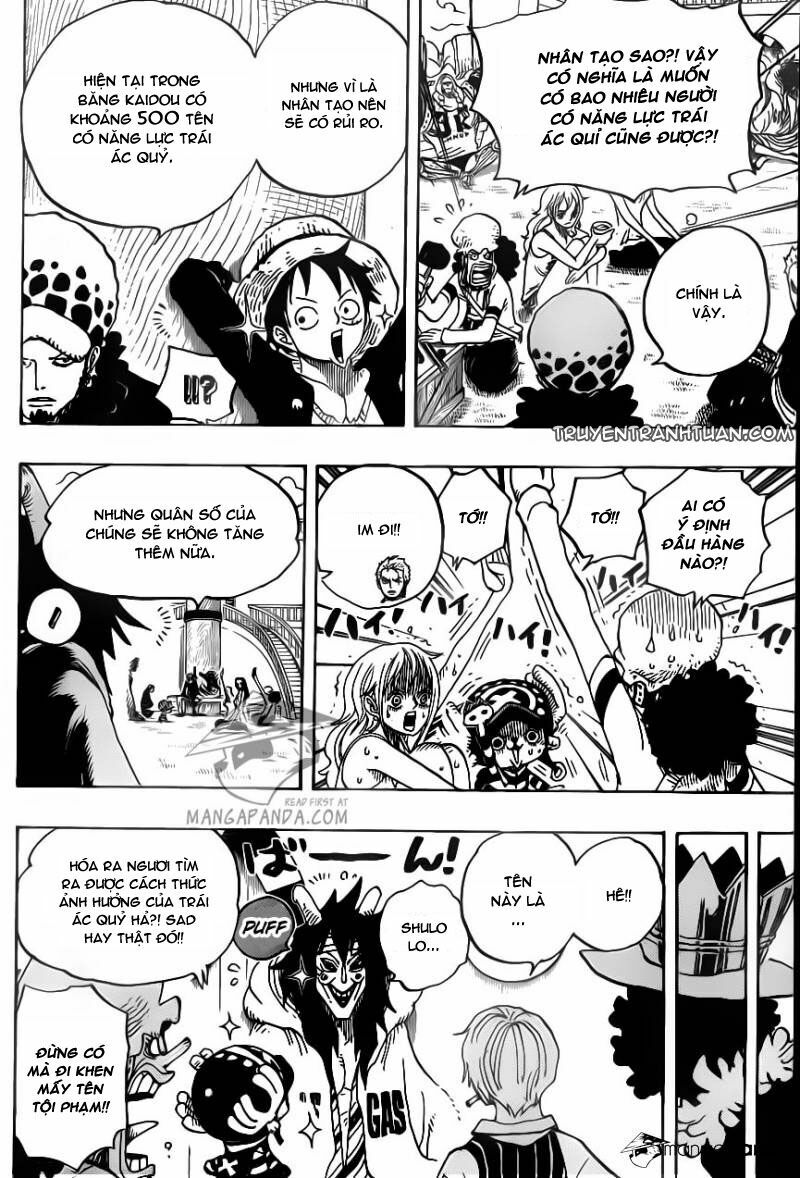 NHÂN TẠO SAO?! VẬY
CÓ NGHĨA LÀ MUỐN
CÓ BAO NHIÊU NGƯỜI
CÓ NĂNG LỰC TRÁI
ÁC QUỈ CŨNG ĐƯỢC?!
CHÍNH LÀ
VẬY.
NHƯNG VÌ LÀ
NHÂN TẠO NÊN
SẼ CÓ RỦI RO.
HIỆN TẠI TRONG
BĂNG KAIDOU CÓ
KHOẢNG 500 TÊN
CÓ NĂNG LỰC TRÁI
ÁC QUỶ.
!!?
TRUYENTRANHTUAN.COM
AI CÓ
Ý ĐỊNH
ĐẦU HÀNG
NÀO?!
TỚ!!
TỚ!!
IM ĐI!!
ハイ!
ハイ!
ハイ!
ハイ!
NHƯNG QUÂN SỐ CỦA
CHÚNG SẼ KHÔNG TĂNG
THÊM NỮA.
READ FIRST AT
MANGAPANDA.COM
HÊ!!
TÊN
NÀY LÀ
...
ばーーん!
SHULO
LO...
PUFF
GAS
HÓA RA NGƯƠI TÌM
RA ĐƯỢC CÁCH THỨC
ẢNH HƯỞNG CỦA TRÁI
ÁC QUỶ HẢ?! SAD
HAY THẬT ĐÓ!!
ĐỪNG CÓ
MÀ ĐI KHEN
MẤY TÊN
TỘI PHẠM!!